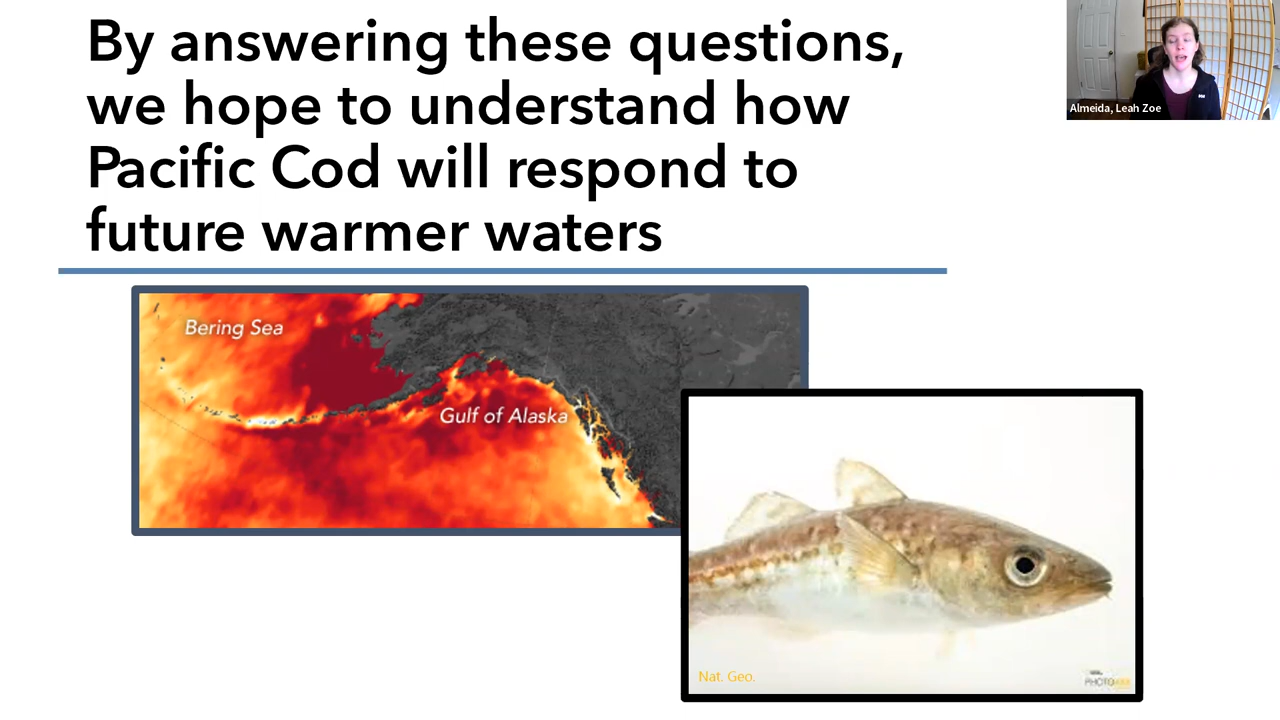 By answering these questions,
we hope to understand how
Pacific Cod will respond to
future warmer waters
Almeida, Leah Zoe
Bering Sea
Gulf of Alaska
Nat. Geo.
PHOTO